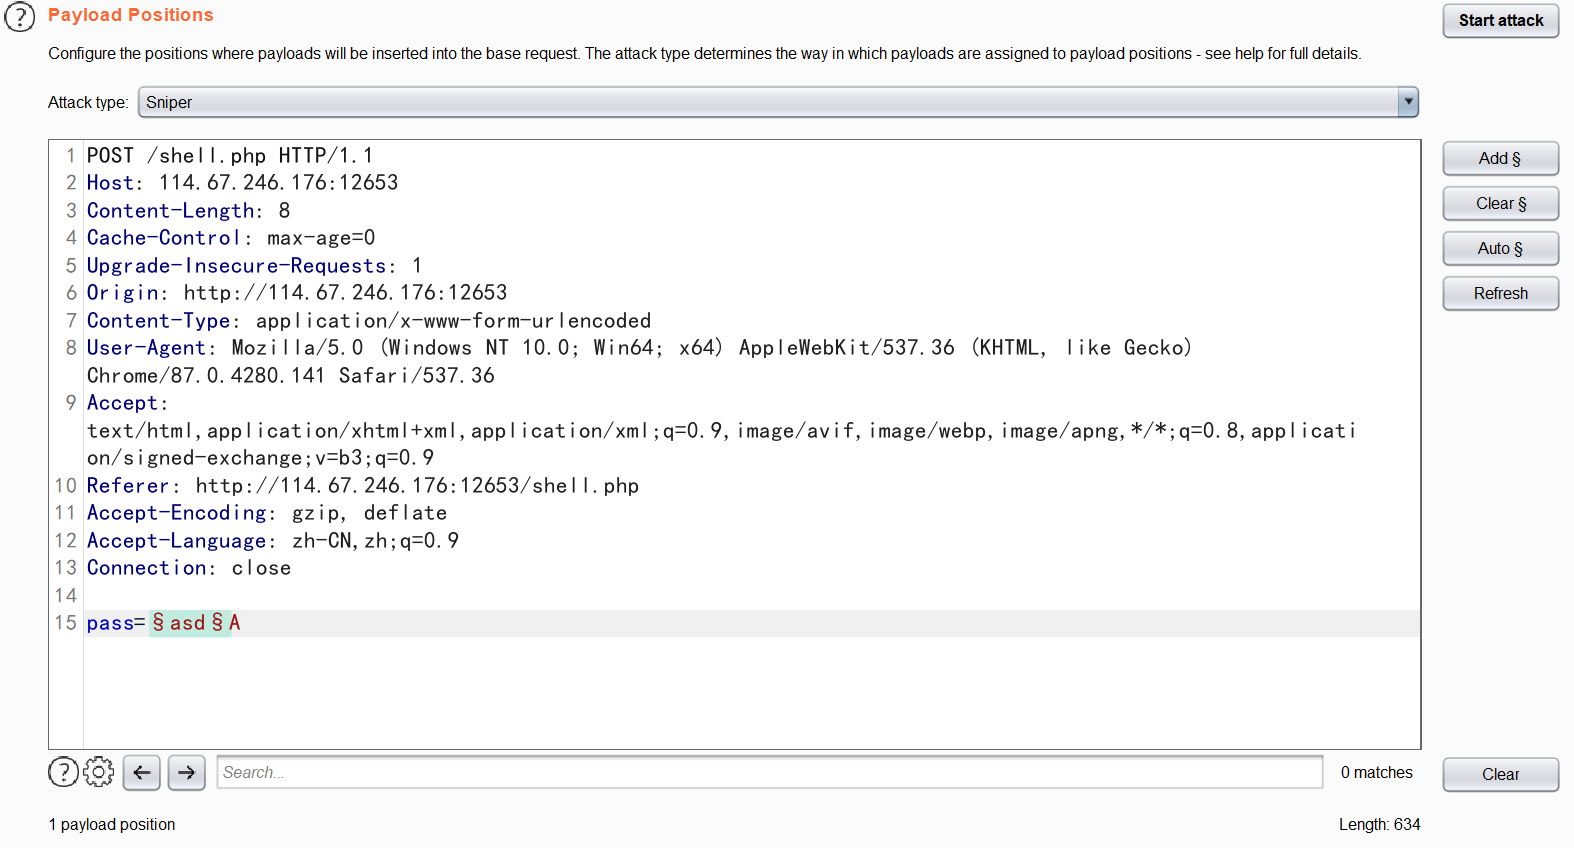 Payload Positions
Start attack
Configure the positions where payloads will be inserted into the base request. The attack type determines the way in which payloads are assigned to payload positions - see help for full details.
Attack type: Sniper
1 POST /shell.php HTTP/1.1
2 Host: 114.67.246.176:12653
3 Content-Length: 8
4 Cache-Control: max-age=0
5 Upgrade-Insecure-Requests: 1
6 Origin: http://114.67.246.176:12653
7 Content-Type: application/x-www-form-urlencoded
8 User-Agent: Mozilla/5.0 (Windows NT 10.0; Win64; x64) AppleWebKit/537.36 (KHTML, like Gecko)
Chrome/87.0.4280.141 Safari/537.36
9 Accept:
text/html,application/xhtml+xml,application/xml;q=0.9,image/avif,image/webp,image/apng,*/*;q=0.8,applicati
on/signed-exchange;v=b3;q=0.9
10 Referer: http://114.67.246.176:12653/shell.php
11 Accept-Encoding: gzip, deflate
12 Accept-Language: zh-CN,zh;q=0.9
13 Connection: close
14
15 pass=§asd§A
Add §
Clear §
Auto §
Refresh
Search...
0 matches
Clear
1 payload position
Length: 634